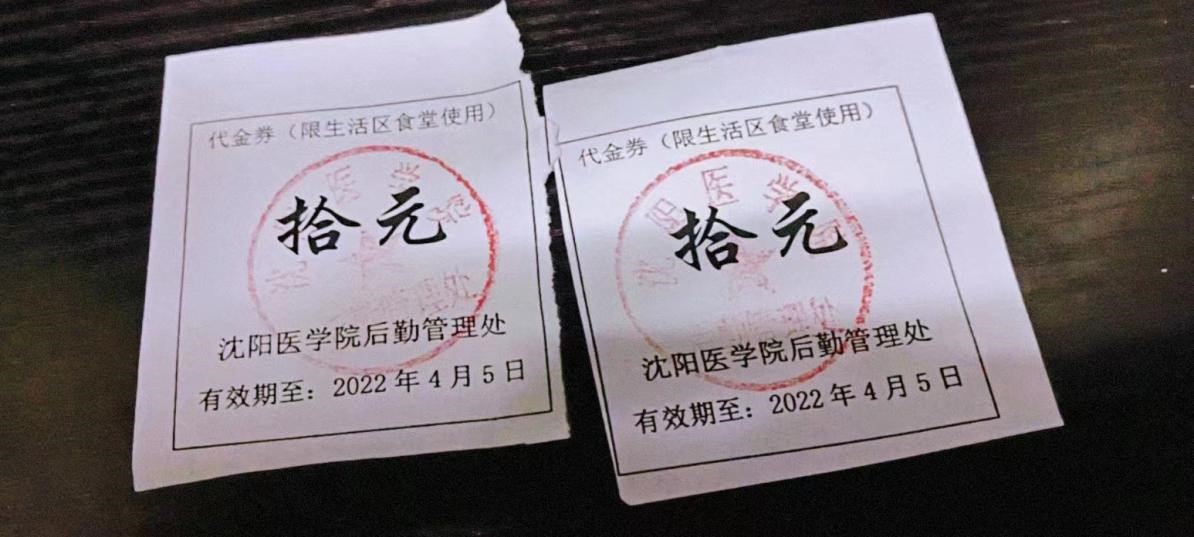 代金券（限生活区食堂使用）
拾元
沈阳医学院后勤管理处
有效期至：2022年4月5日
代金券（限生活区食堂使用）
拾元
沈阳医学院后勤管理处
有效期至：2022年4月5日